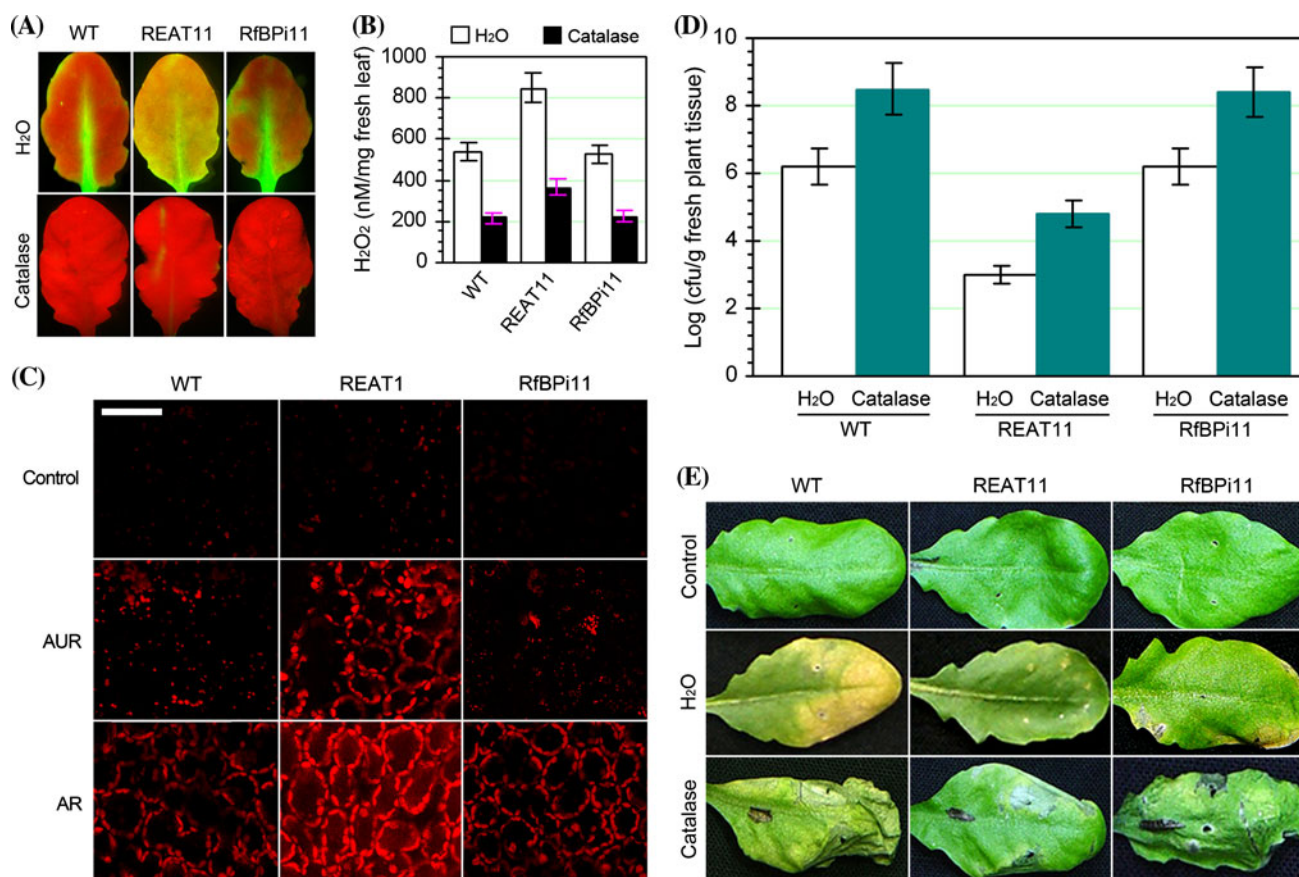 (A)
WT REAT11 RfBPi11
H₂O
Catalase
(B)
H₂O Catalase
H₂O₂ (nM/mg fresh leaf)
1000
800
600
400
200
0
WT REAT11 RfBPi11
(C)
WT REAT1 RfBPi11
Control
AUR
AR
(D)
Log (cfu/g fresh plant tissue)
10
8
6
4
2
0
H₂O Catalase H₂O Catalase H₂O Catalase
WT REAT11 RfBPi11
(E)
WT REAT11 RfBPi11
Control
H₂O
Catalase